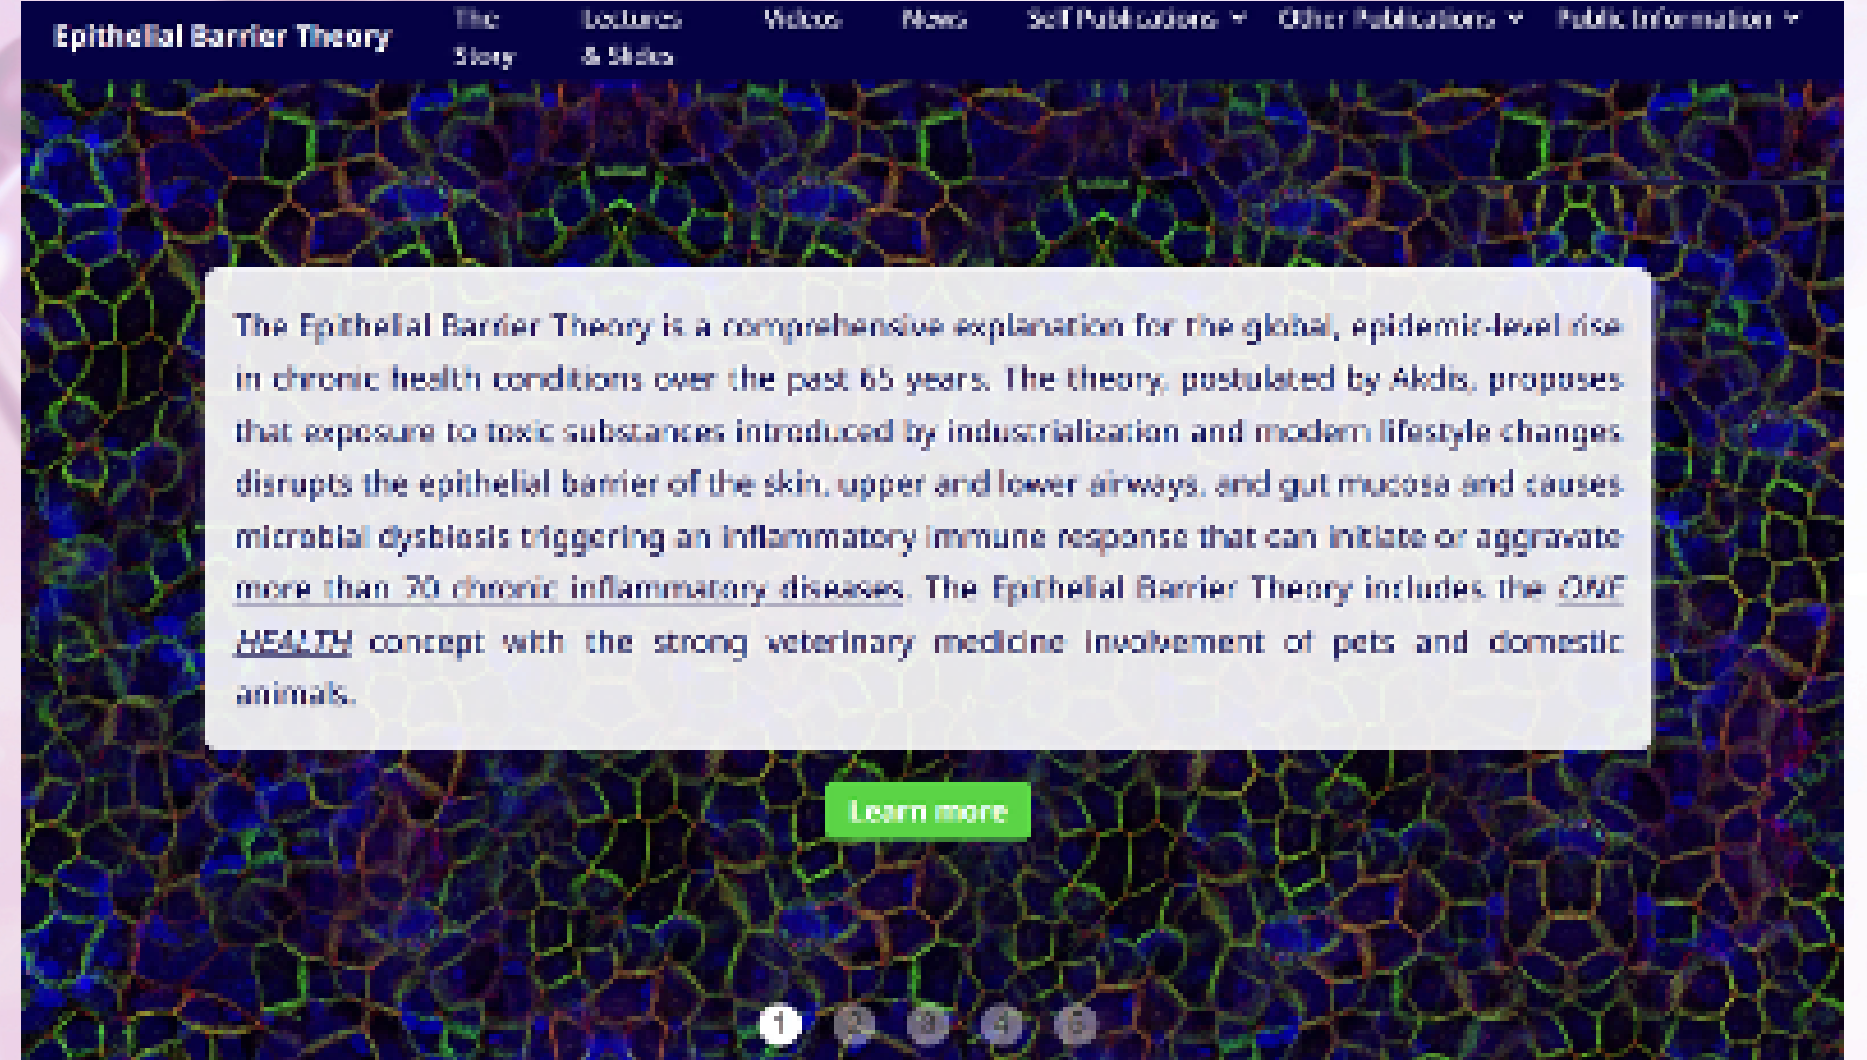 Epithelial Barrier Theory
The Story
Lectures & Slides
Videos
News
Self Publications
Other Publications
Public Information
The Epithelial Barrier Theory is a comprehensive explanation for the global, epidemic-level rise
in chronic health conditions over the past 65 years. The theory, postulated by Akdis, proposes
that exposure to toxic substances introduced by industrialization and modern lifestyle changes
disrupts the epithelial barrier of the skin, upper and lower airways, and gut mucosa and causes
microbial dysbiosis triggering an inflammatory immune response that can initiate or aggravate
more than 70 chronic inflammatory diseases. The Epithelial Barrier Theory includes the ONE
HEALTH concept with the strong veterinary medicine involvement of pets and domestic
animals.
Learn more
1 2 3 4 5